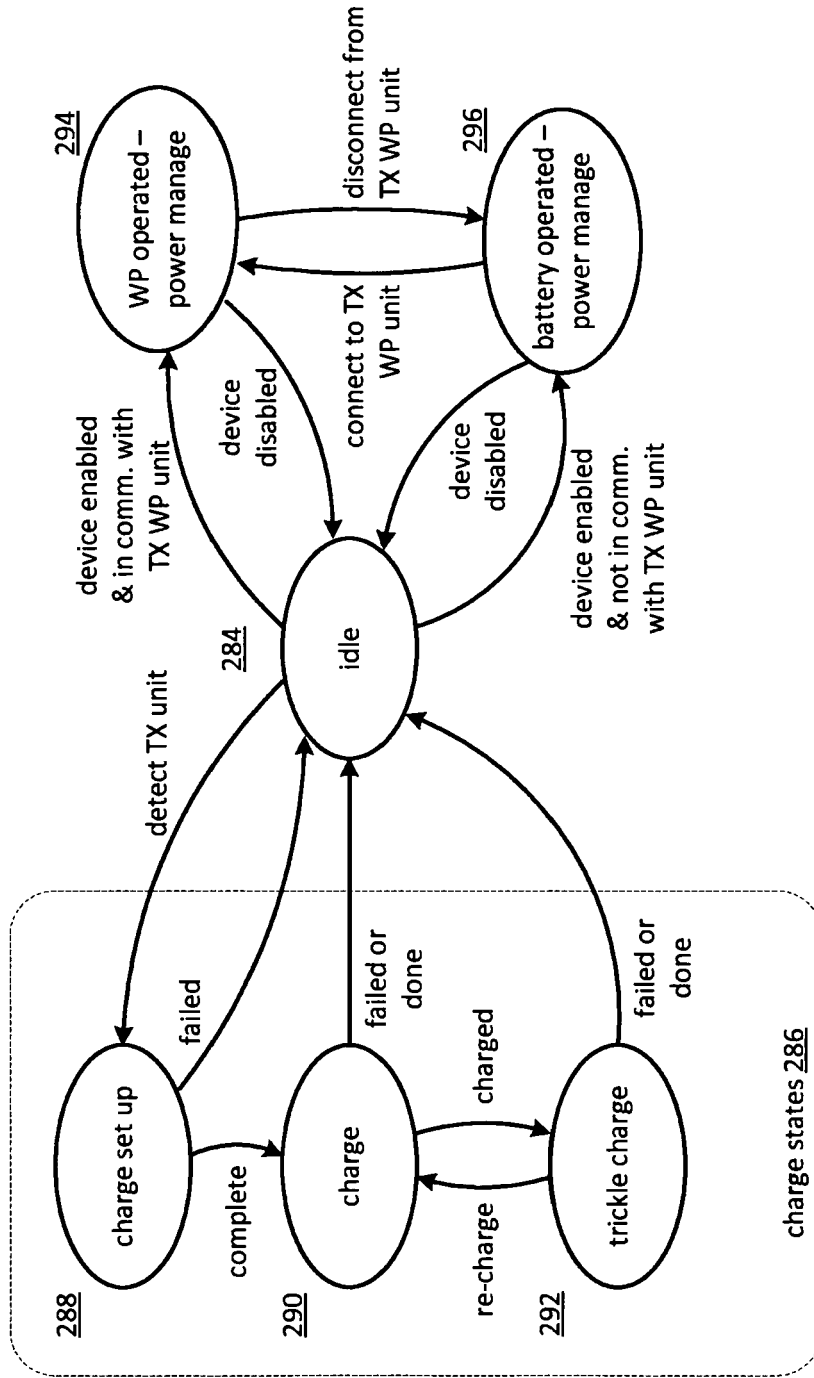 288
charge set up
complete
290
charge
re-charge
charged
292
trickle charge
charge states 286
failed
failed or
done
failed or
done
detect TX unit
284
idle
device enabled
& in comm. with
TX WP unit
device
disabled
device
disabled
device enabled
& not in comm.
with TX WP unit
294
WP operated –
power manage
connect to TX
WP unit
disconnect from
TX WP unit
296
battery operated –
power manage